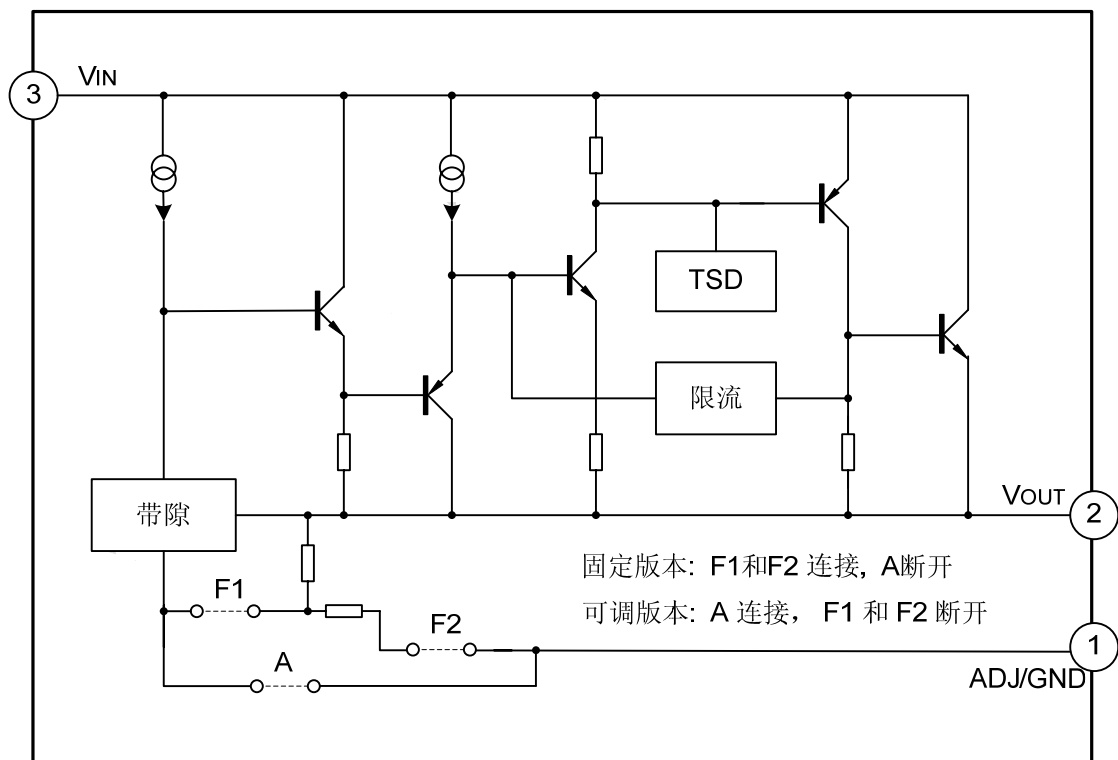 3
VIN
TSD
限流
带隙
VOUT
2
固定版本: F1和F2 连接, A断开
F1
可调版本: A 连接， F1 和 F2 断开
F2
1
A
ADJ/GND